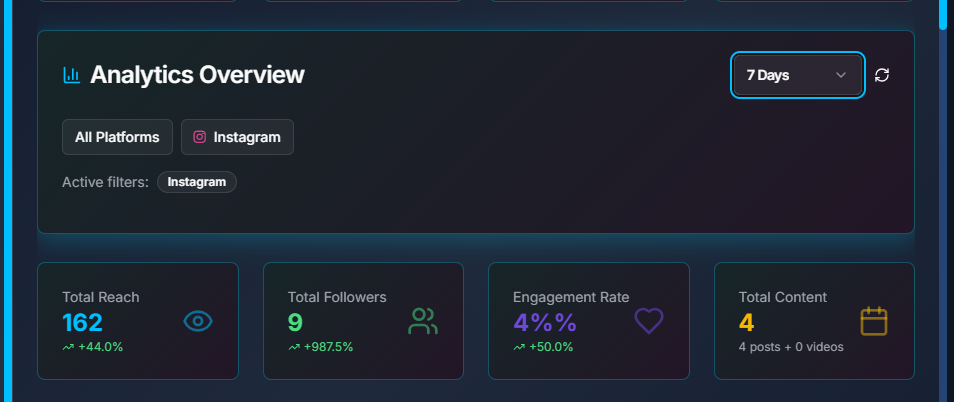 Analytics Overview
7 Days
All Platforms
Instagram
Active filters: Instagram
Total Reach
162
+44.0%
Total Followers
9
+987.5%
Engagement Rate
4%%
+50.0%
Total Content
4
4 posts + 0 videos